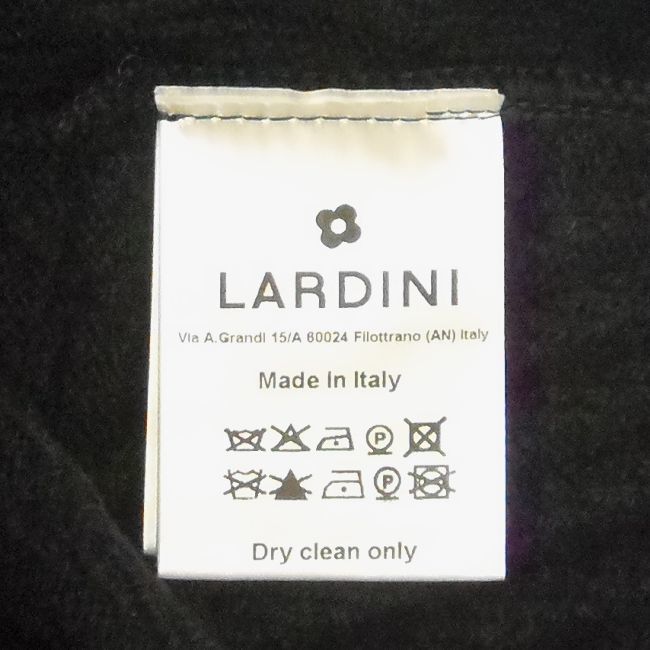 LARDINI
Via A.Grandi 15/A 60024 Filottrano (AN) Italy
Made in Italy
P
P
Dry clean only